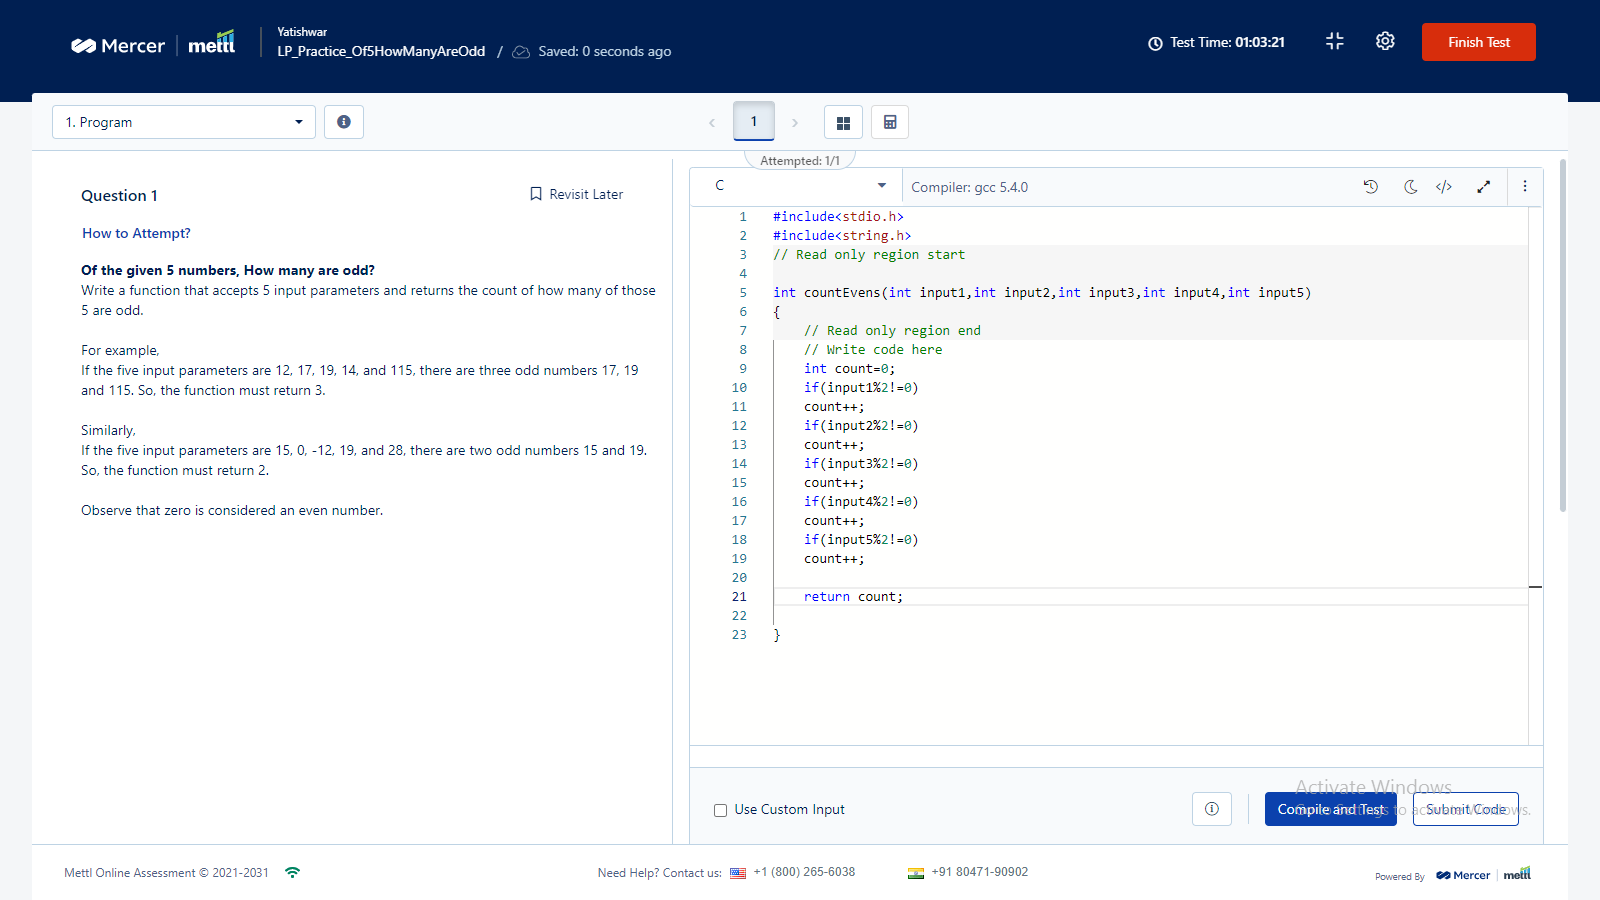 Mercer | mettl
Yatishwar
LP_Practice_Of5HowManyAreOdd / Saved: 0 seconds ago
Test Time: 01:03:21
Finish Test
1. Program
1
Attempted: 1/1
Question 1
Revisit Later
How to Attempt?
Of the given 5 numbers, How many are odd?
Write a function that accepts 5 input parameters and returns the count of how many of those
5 are odd.
For example,
If the five input parameters are 12, 17, 19, 14, and 115, there are three odd numbers 17, 19
and 115. So, the function must return 3.
Similarly,
If the five input parameters are 15, 0, -12, 19, and 28, there are two odd numbers 15 and 19.
So, the function must return 2.
Observe that zero is considered an even number.
C
Compiler: gcc 5.4.0
1 #include<stdio.h>
2 #include<string.h>
3 // Read only region start
4
5 int countEvens(int input1,int input2,int input3,int input4,int input5)
6 {
7 // Read only region end
8 // Write code here
9 int count=0;
10 if(input1%2!=0)
11 count++;
12 if(input2%2!=0)
13 count++;
14 if(input3%2!=0)
15 count++;
16 if(input4%2!=0)
17 count++;
18 if(input5%2!=0)
19 count++;
20
21 return count;
22
23 }
Use Custom Input
Compile and Test
Submit Code
Activate Windows
Go to Settings to activate Windows.
Mettl Online Assessment © 2021-2031
Need Help? Contact us: +1 (800) 265-6038
+91 80471-90902
Powered By Mercer | mettl